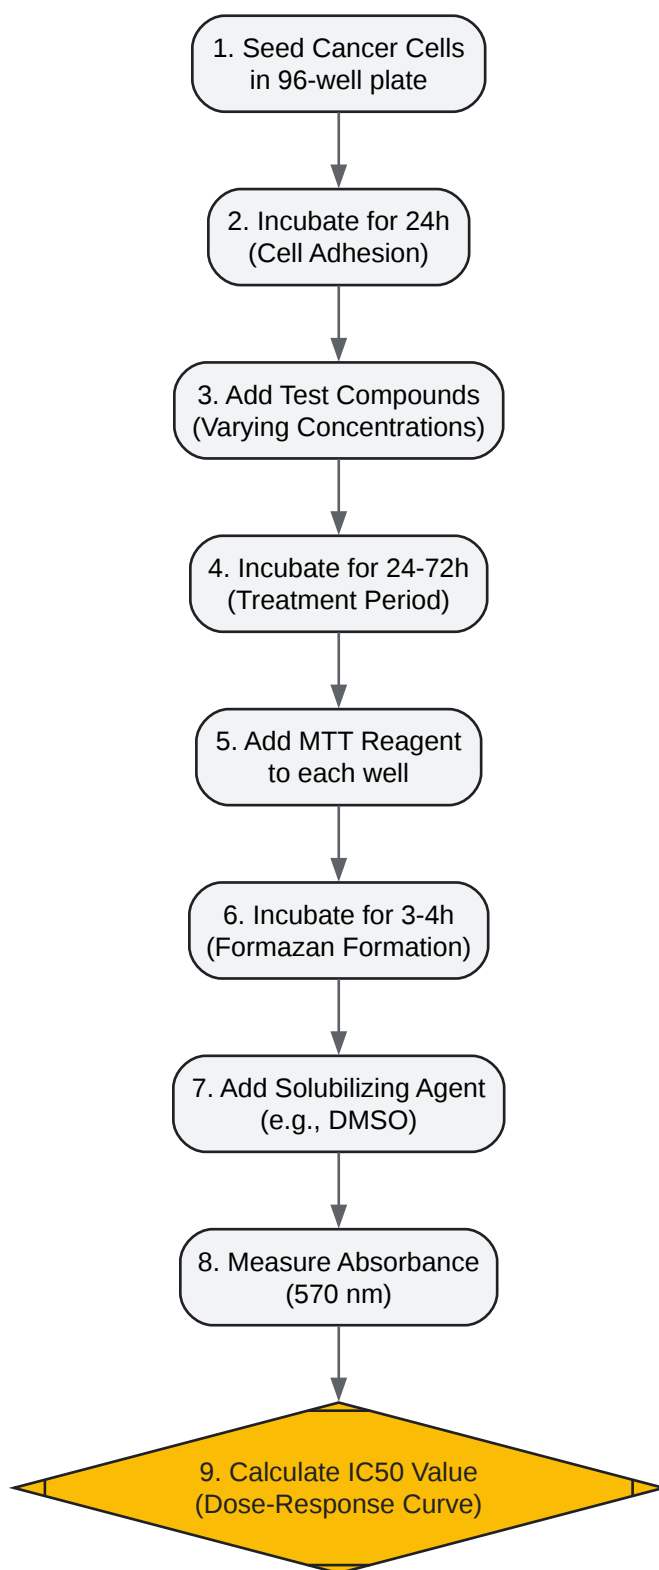 1. Seed Cancer Cells
in 96-well plate
2. Incubate for 24h
(Cell Adhesion)
3. Add Test Compounds
(Varying Concentrations)
4. Incubate for 24-72h
(Treatment Period)
5. Add MTT Reagent
to each well
6. Incubate for 3-4h
(Formazan Formation)
7. Add Solubilizing Agent
(e.g., DMSO)
8. Measure Absorbance
(570 nm)
9. Calculate IC50 Value
(Dose-Response Curve)